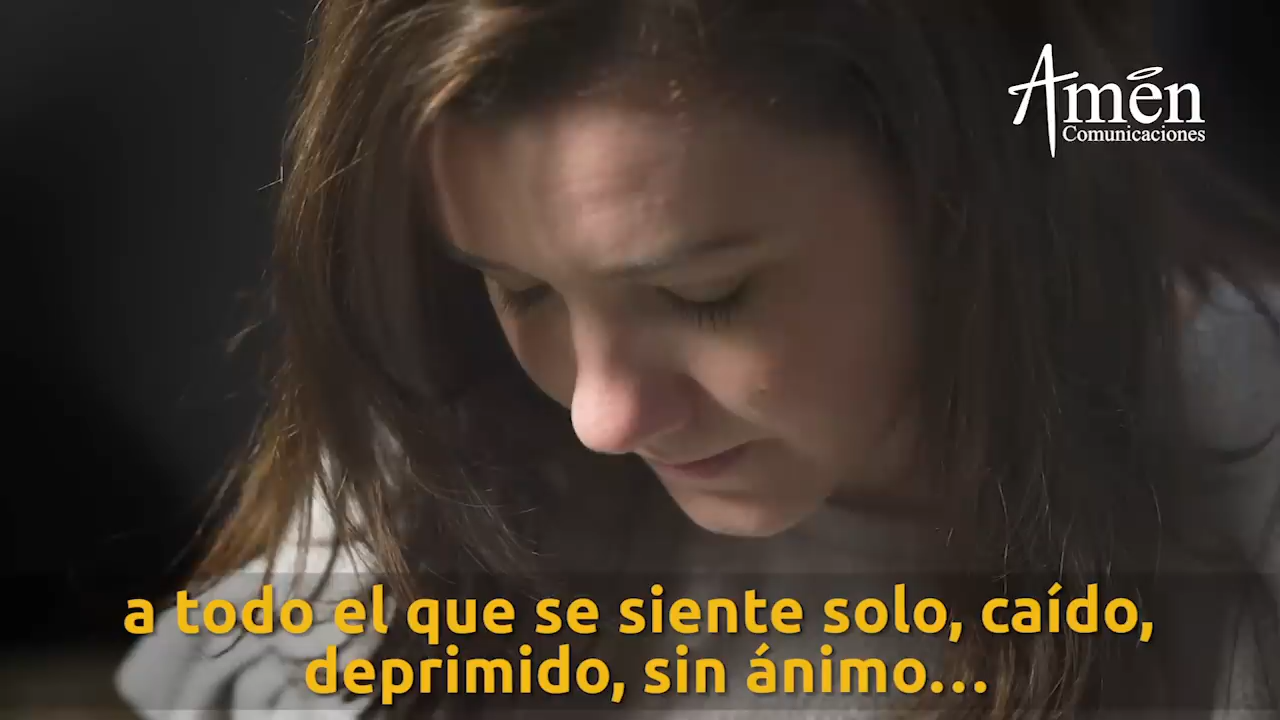 Amén
Comunicaciones
a todo el que se siente solo, caído,
deprimido, sin ánimo...